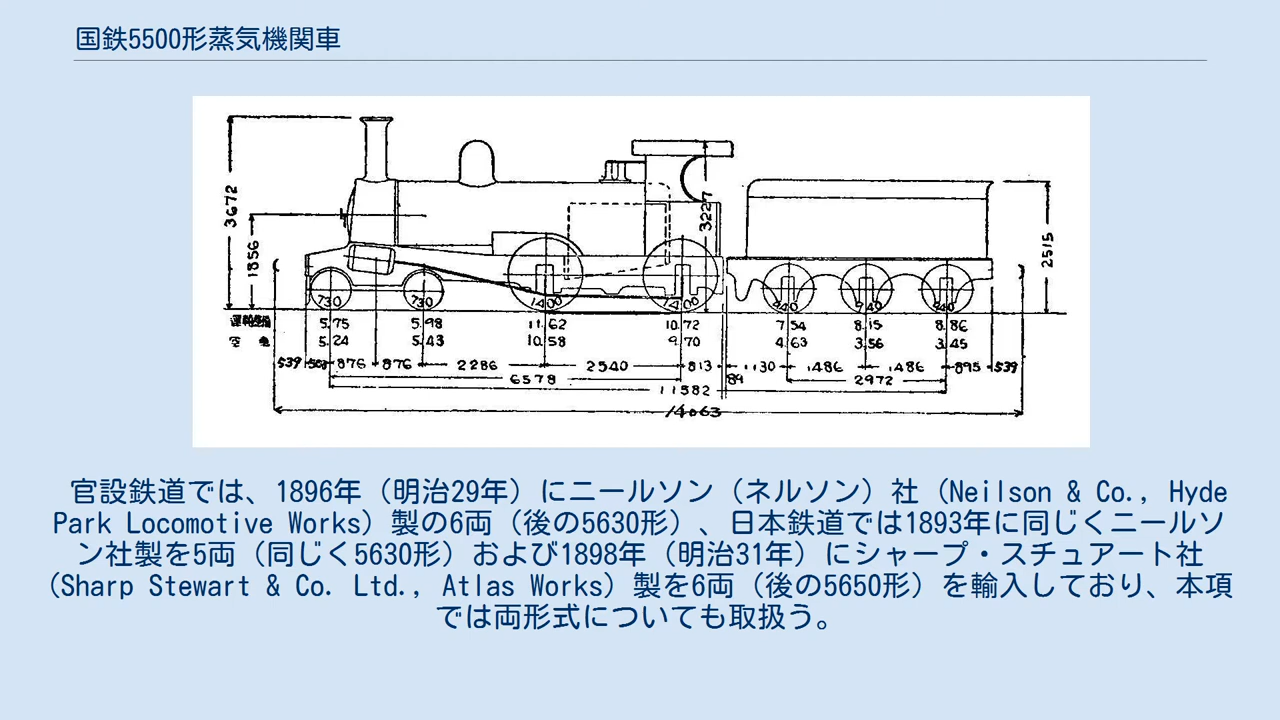 国鉄5500形蒸気機関車
3672
1856
3227
2515
730 730 1400 1400 940 940 940
運転整備 5.75 5.98 11.62 10.72 7.54 8.15 8.86
空車 5.24 5.43 10.58 9.70 4.63 3.56 3.45
539 508 876 876 2286 2540 813 1130 1486 1486 895 539
6578 89 2972
11582
14063
官設鉄道では、1896年（明治29年）にニールソン（ネルソン）社（Neilson & Co., Hyde
Park Locomotive Works）製の6両（後の5630形）、日本鉄道では1893年に同じくニールソ
ン社製を5両（同じく5630形）および1898年（明治31年）にシャープ・スチュアート社
（Sharp Stewart & Co. Ltd., Atlas Works）製を6両（後の5650形）を輸入しており、本項
では両形式についても取扱う。